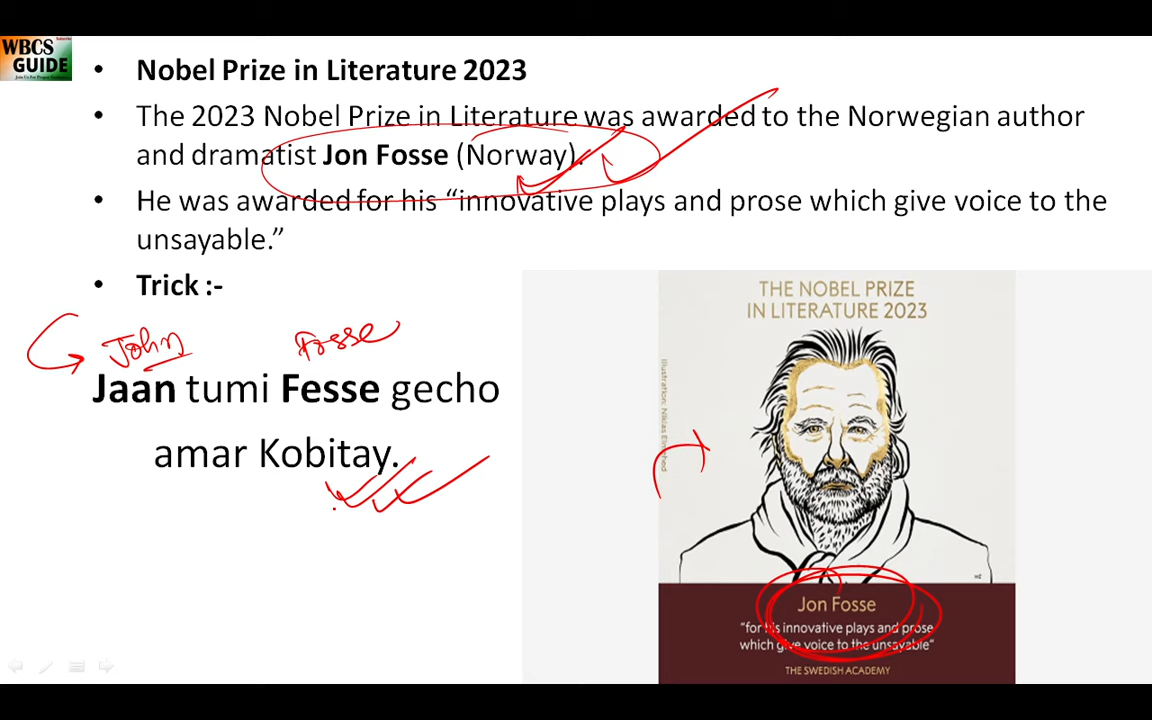 WBCS
GUIDE
Nobel Prize in Literature 2023
The 2023 Nobel Prize in Literature was awarded to the Norwegian author
and dramatist Jon Fosse (Norway).
He was awarded for his “innovative plays and prose which give voice to the
unsayable.”
Trick :-
John Fosse
Jaan tumi Fesse gecho
amar Kobitay.
THE NOBEL PRIZE
IN LITERATURE 2023
Illustration: Niklas Elmehed
Jon Fosse
“for his innovative plays and prose
which give voice to the unsayable”
THE SWEDISH ACADEMY